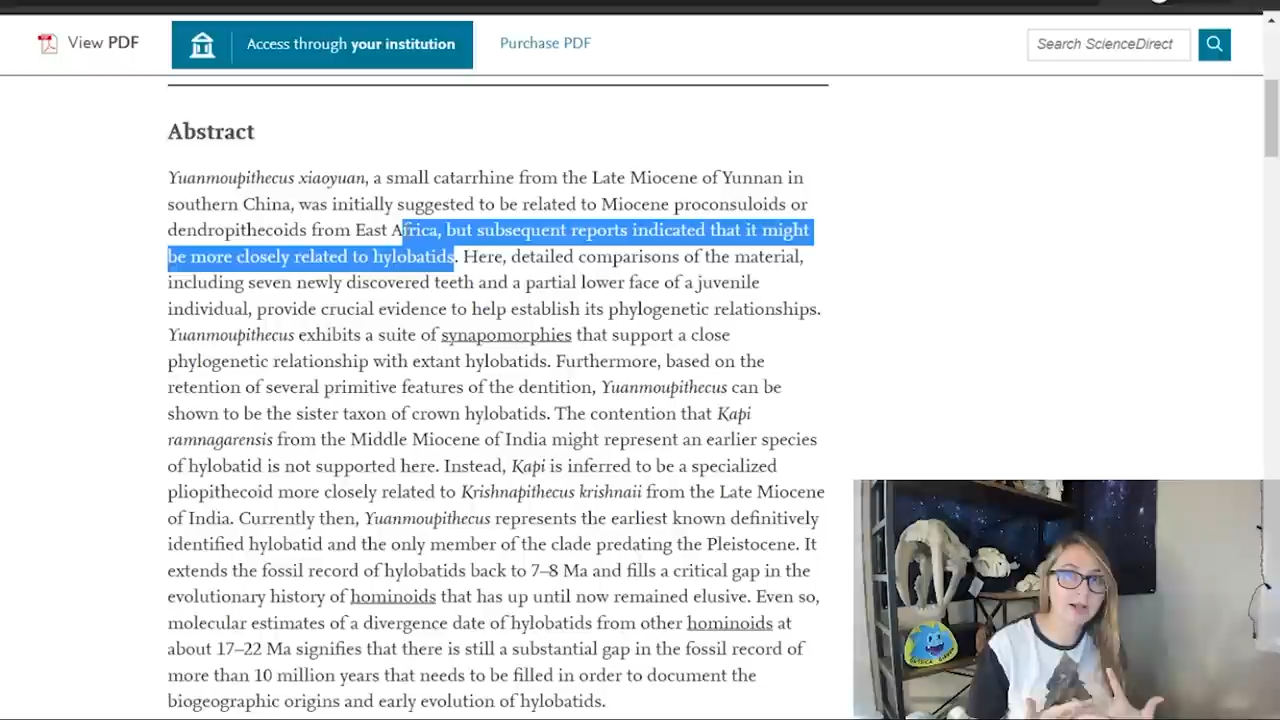 View PDF
Access through your institution
Purchase PDF
Search ScienceDirect
Abstract
Yuanmoupithecus xiaoyuan, a small catarrhine from the Late Miocene of Yunnan in
southern China, was initially suggested to be related to Miocene proconsuloids or
dendropithecoids from East Africa, but subsequent reports indicated that it might
be more closely related to hylobatids. Here, detailed comparisons of the material,
including seven newly discovered teeth and a partial lower face of a juvenile
individual, provide crucial evidence to help establish its phylogenetic relationships.
Yuanmoupithecus exhibits a suite of synapomorphies that support a close
phylogenetic relationship with extant hylobatids. Furthermore, based on the
retention of several primitive features of the dentition, Yuanmoupithecus can be
shown to be the sister taxon of crown hylobatids. The contention that Kapi
ramnagarensis from the Middle Miocene of India might represent an earlier species
of hylobatid is not supported here. Instead, Kapi is inferred to be a specialized
pliopithecoid more closely related to Krishnapithecus krishnaii from the Late Miocene
of India. Currently then, Yuanmoupithecus represents the earliest known definitively
identified hylobatid and the only member of the clade predating the Pleistocene. It
extends the fossil record of hylobatids back to 7–8 Ma and fills a critical gap in the
evolutionary history of hominoids that has up until now remained elusive. Even so,
molecular estimates of a divergence date of hylobatids from other hominoids at
about 17–22 Ma signifies that there is still a substantial gap in the fossil record of
more than 10 million years that needs to be filled in order to document the
biogeographic origins and early evolution of hylobatids.